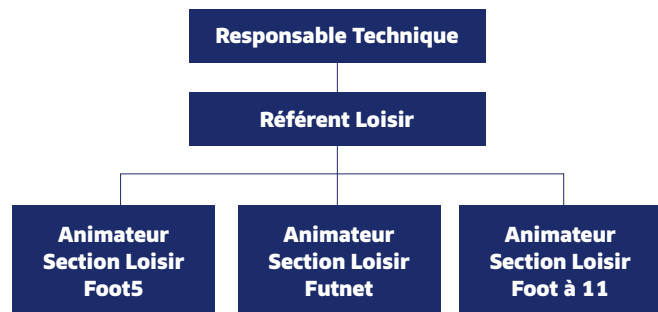 Responsable Technique
Référent Loisir
Animateur
Section Loisir
Foot5
Animateur
Section Loisir
Futnet
Animateur
Section Loisir
Foot à 11